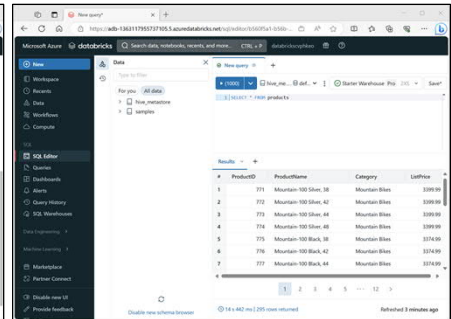 New query*
https://adb-1363117955737105.5.azuredatabricks.net/sql/editor/
Microsoft Azure
databricks
Search data, notebooks, recents, and more...
CTRL + P
New
Workspace
Recents
Data
Workflows
Compute
SQL
SQL Editor
Queries
Dashboards
Alerts
Query History
SQL Warehouses
Data Engineering
Machine Learning
Marketplace
Partner Connect
Disable new UI
Provide feedback
Data
Type to filter
For you All data
hive_metastore
samples
Disable new schema browser
New query
(1000) hive_me... def... Starter Warehouse Pro Save*
1 SELECT * FROM products
Results
# ProductID ProductName Category ListPrice
1 771 Mountain-100 Silver, 38 Mountain Bikes 3399.99
2 772 Mountain-100 Silver, 42 Mountain Bikes 3399.99
3 773 Mountain-100 Silver, 44 Mountain Bikes 3399.99
4 774 Mountain-100 Silver, 48 Mountain Bikes 3399.99
5 775 Mountain-100 Black, 38 Mountain Bikes 3374.99
6 776 Mountain-100 Black, 42 Mountain Bikes 3374.99
7 777 Mountain-100 Black, 44 Mountain Bikes 3374.99
1 2 3 4 5 ... 12 >
14 s 442 ms | 295 rows returned
Refreshed 3 minutes ago